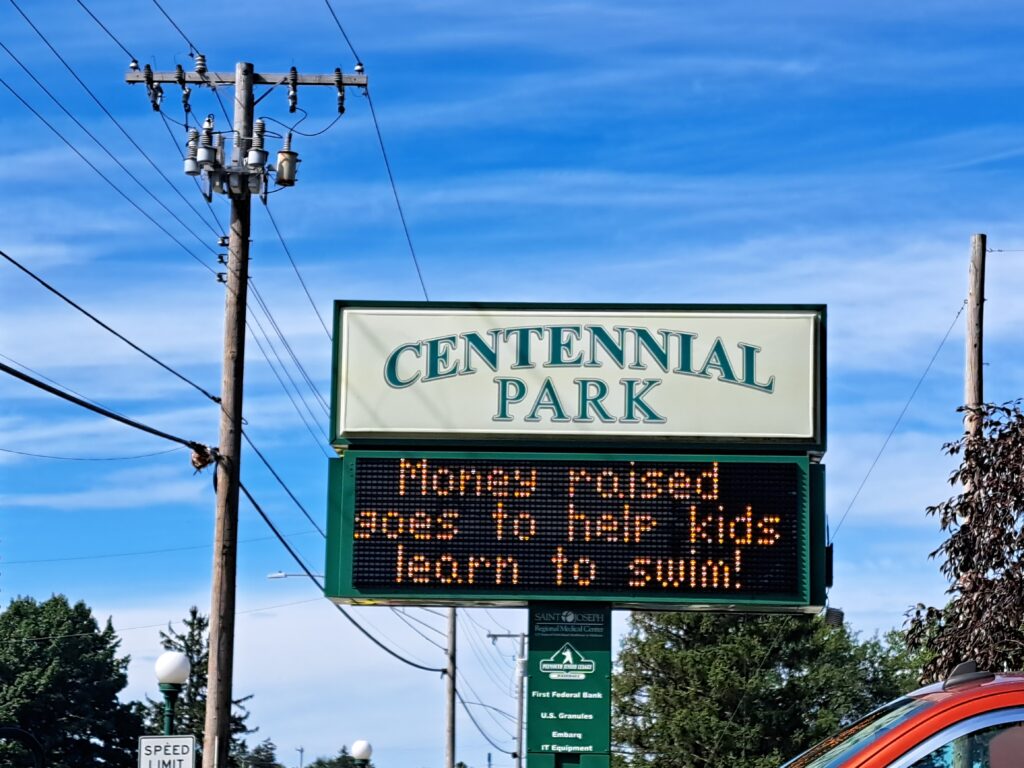 CENTENNIAL
PARK
Money raised
goes to help kids
learn to swim!
SAINT JOSEPH
Regional Medical Center
First Federal Bank
U.S. Granules
Embarq
IT Equipment
SPEED
LIMIT